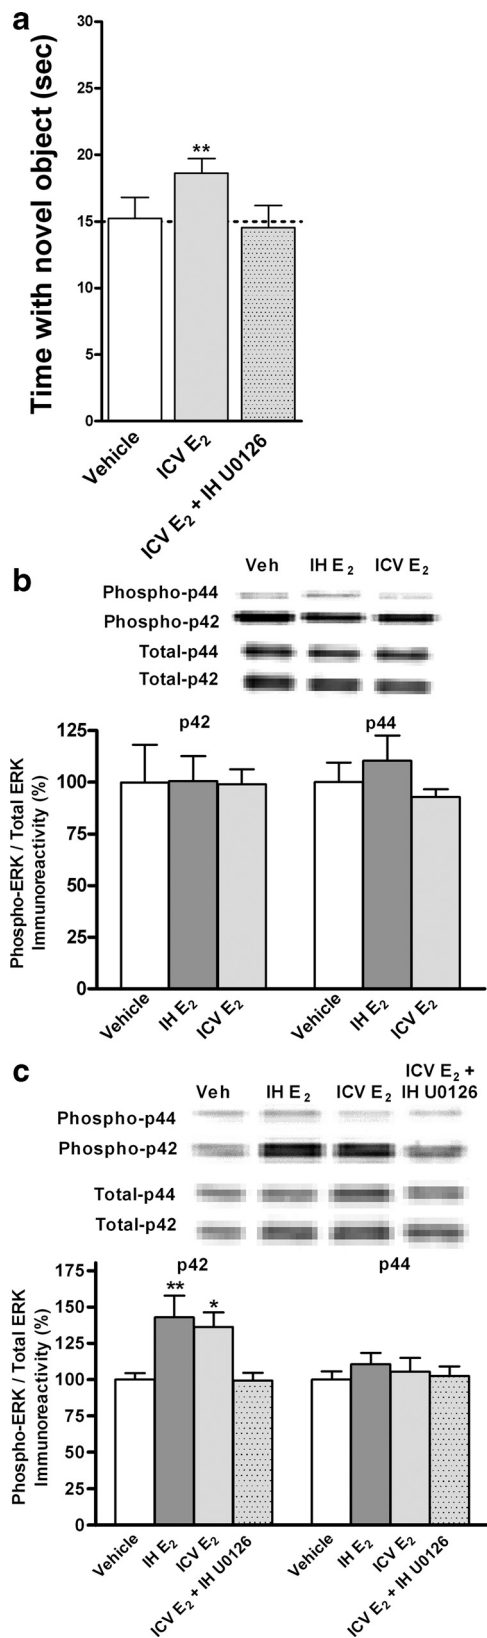 a
Time with novel object (sec)
30
25
20
15
10
5
0
**
Vehicle
ICV E2
ICV E2 + IH U0126
b
Veh IH E2 ICV E2
Phospho-p44
Phospho-p42
Total-p44
Total-p42
Phospho-ERK / Total ERK
Immunoreactivity (%)
125
100
75
50
25
0
p42 p44
Vehicle IH E2 ICV E2 Vehicle IH E2 ICV E2
c
ICV E2 +
Veh IH E2 ICV E2 IH U0126
Phospho-p44
Phospho-p42
Total-p44
Total-p42
Phospho-ERK / Total ERK
Immunoreactivity (%)
175
150
125
100
75
50
25
0
p42 p44
** *
Vehicle IH E2 ICV E2 ICV E2 + IH U0126 Vehicle IH E2 ICV E2 ICV E2 + IH U0126